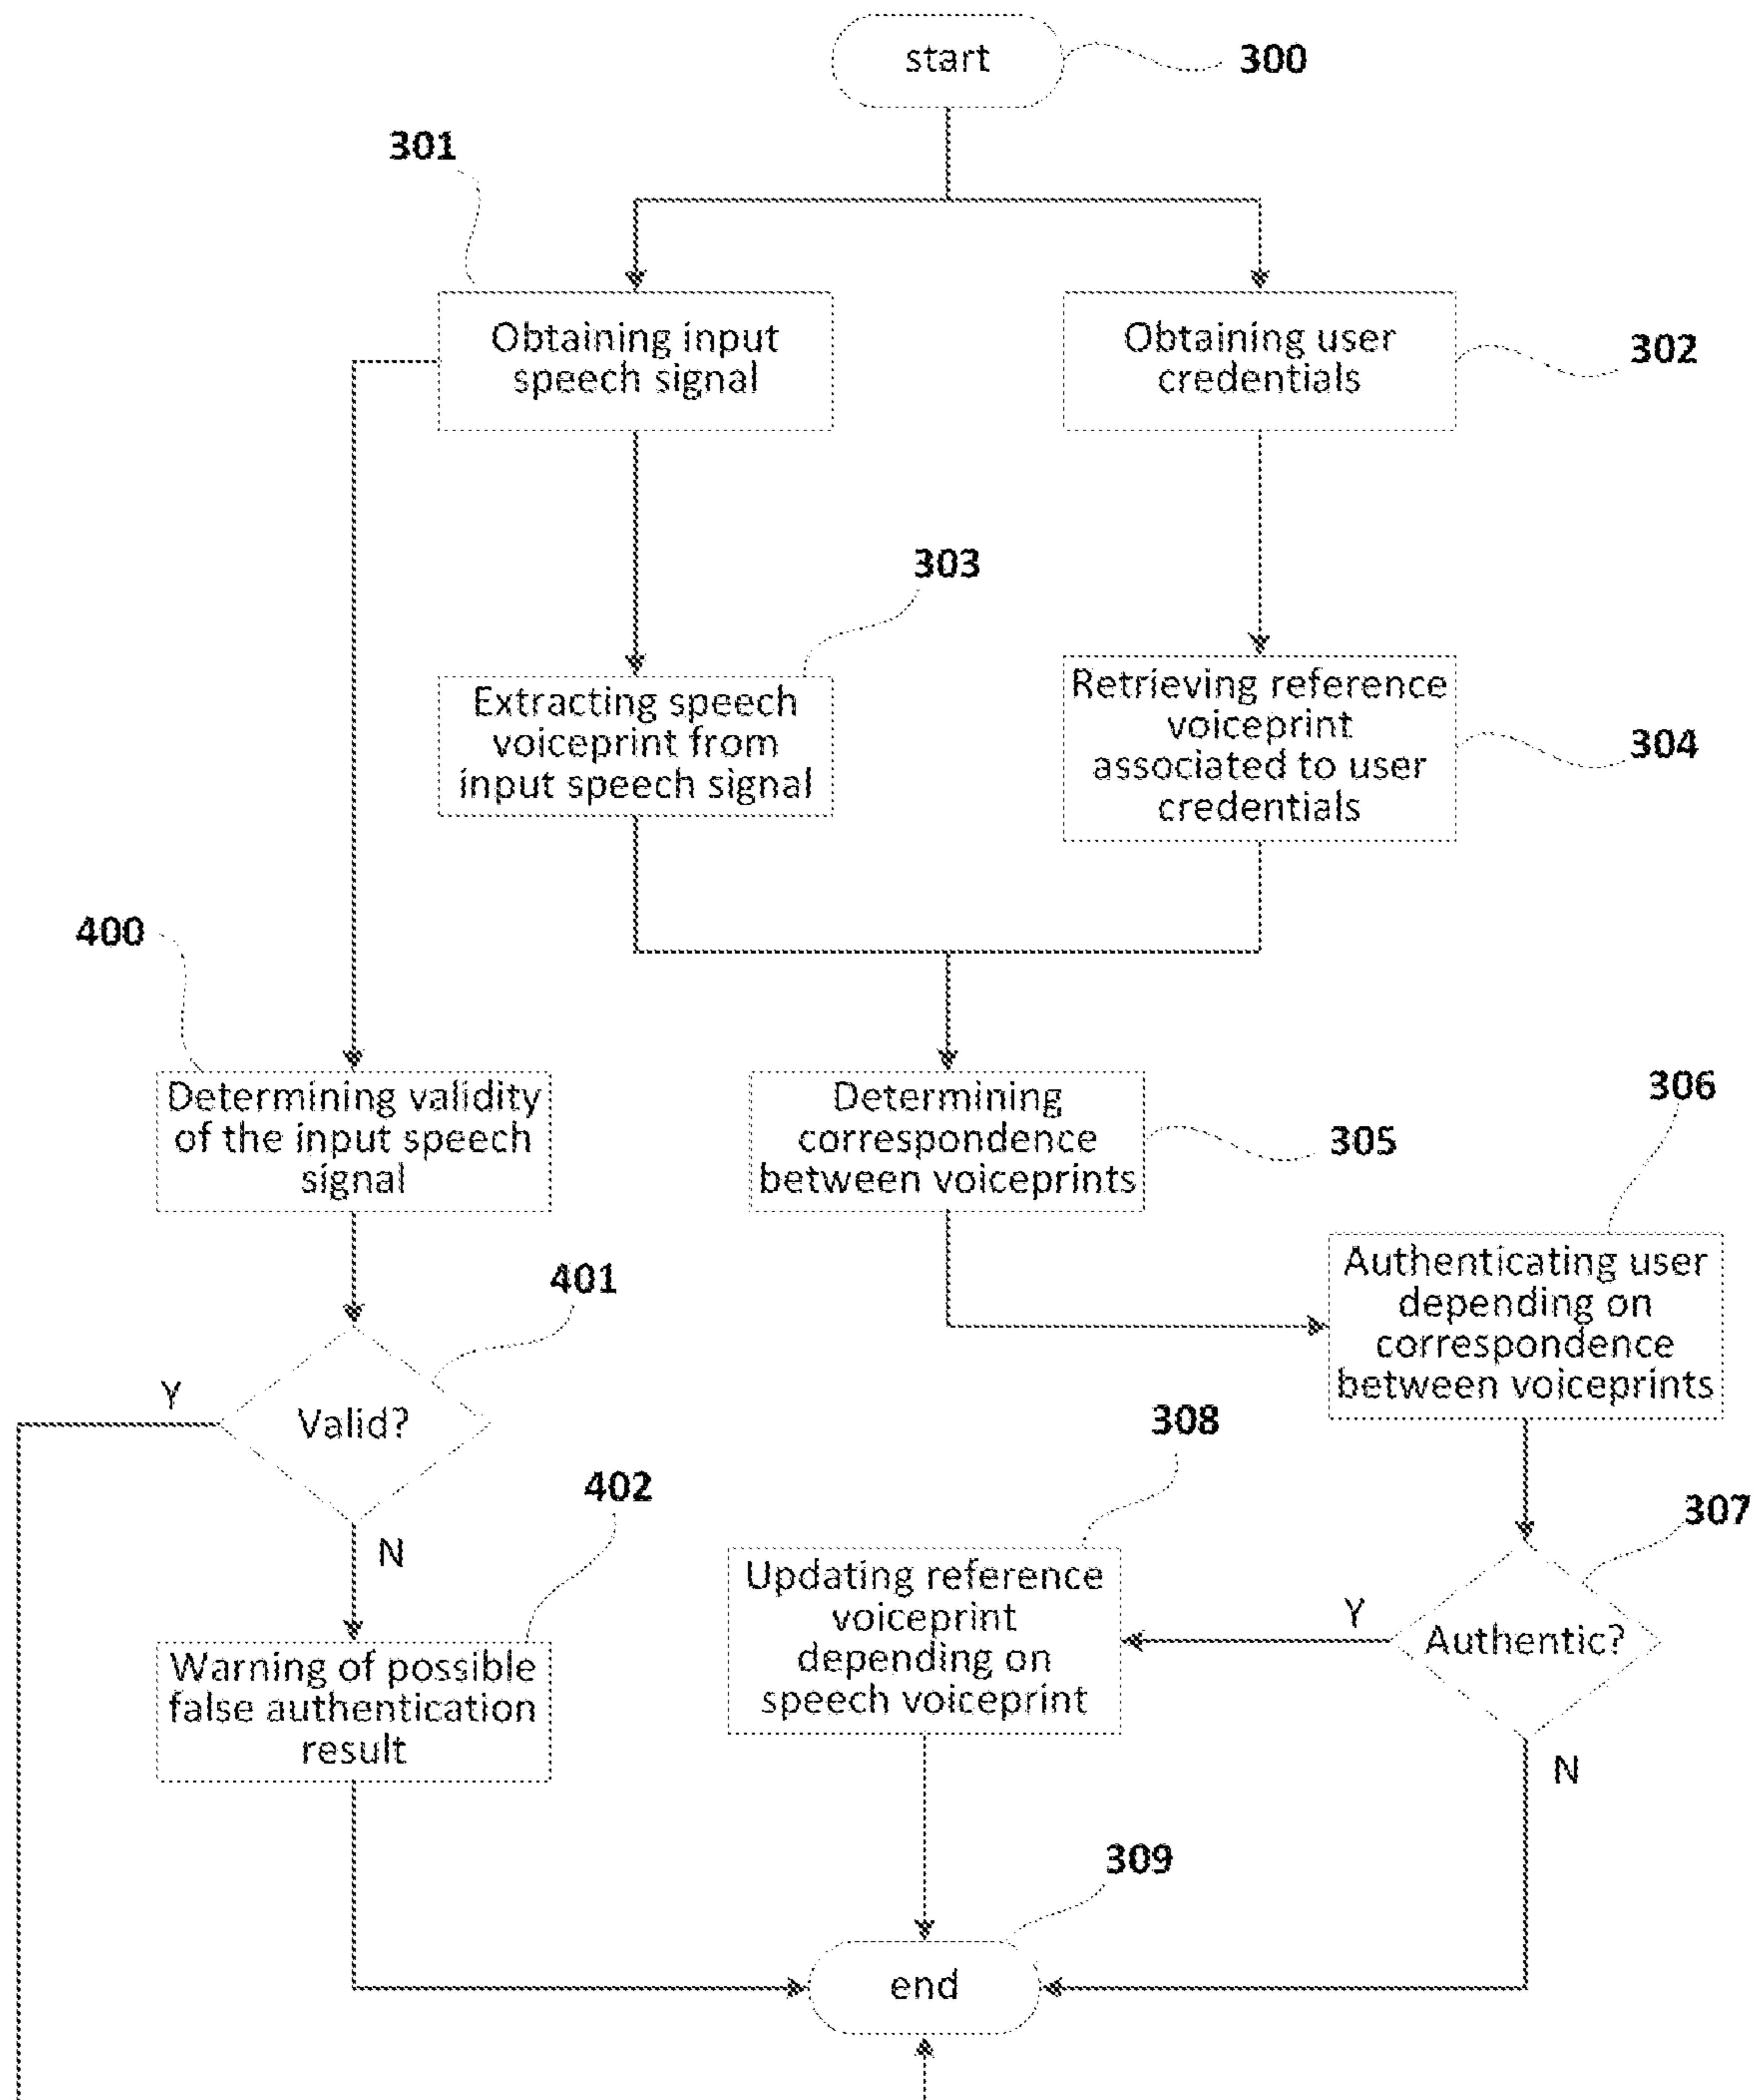 start
300
301
Obtaining input
speech signal
Obtaining user
credentials
302
303
Extracting speech
voiceprint from
input speech signal
Retrieving reference
voiceprint
associated to user
credentials
304
400
Determining validity
of the input speech
signal
Determining
correspondence
between voiceprints
305
306
Authenticating user
depending on
correspondence
between voiceprints
401
Valid?
Y
N
402
Warning of possible
false authentication
result
308
Updating reference
voiceprint
depending on
speech voiceprint
307
Authentic?
Y
N
309
end